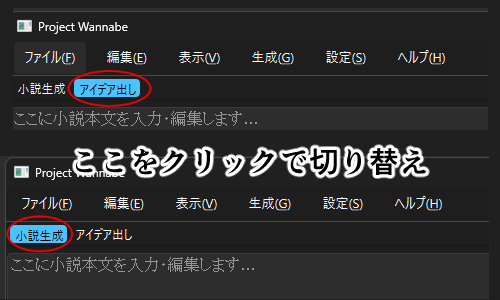 Project Wannabe
ファイル(F) 編集(E) 表示(V) 生成(G) 設定(S) ヘルプ(H)
小説生成 アイデア出し
ここに小説本文を入力・編集します...
ここをクリックで切り替え
Project Wannabe
ファイル(F) 編集(E) 表示(V) 生成(G) 設定(S) ヘルプ(H)
小説生成 アイデア出し
ここに小説本文を入力・編集します...